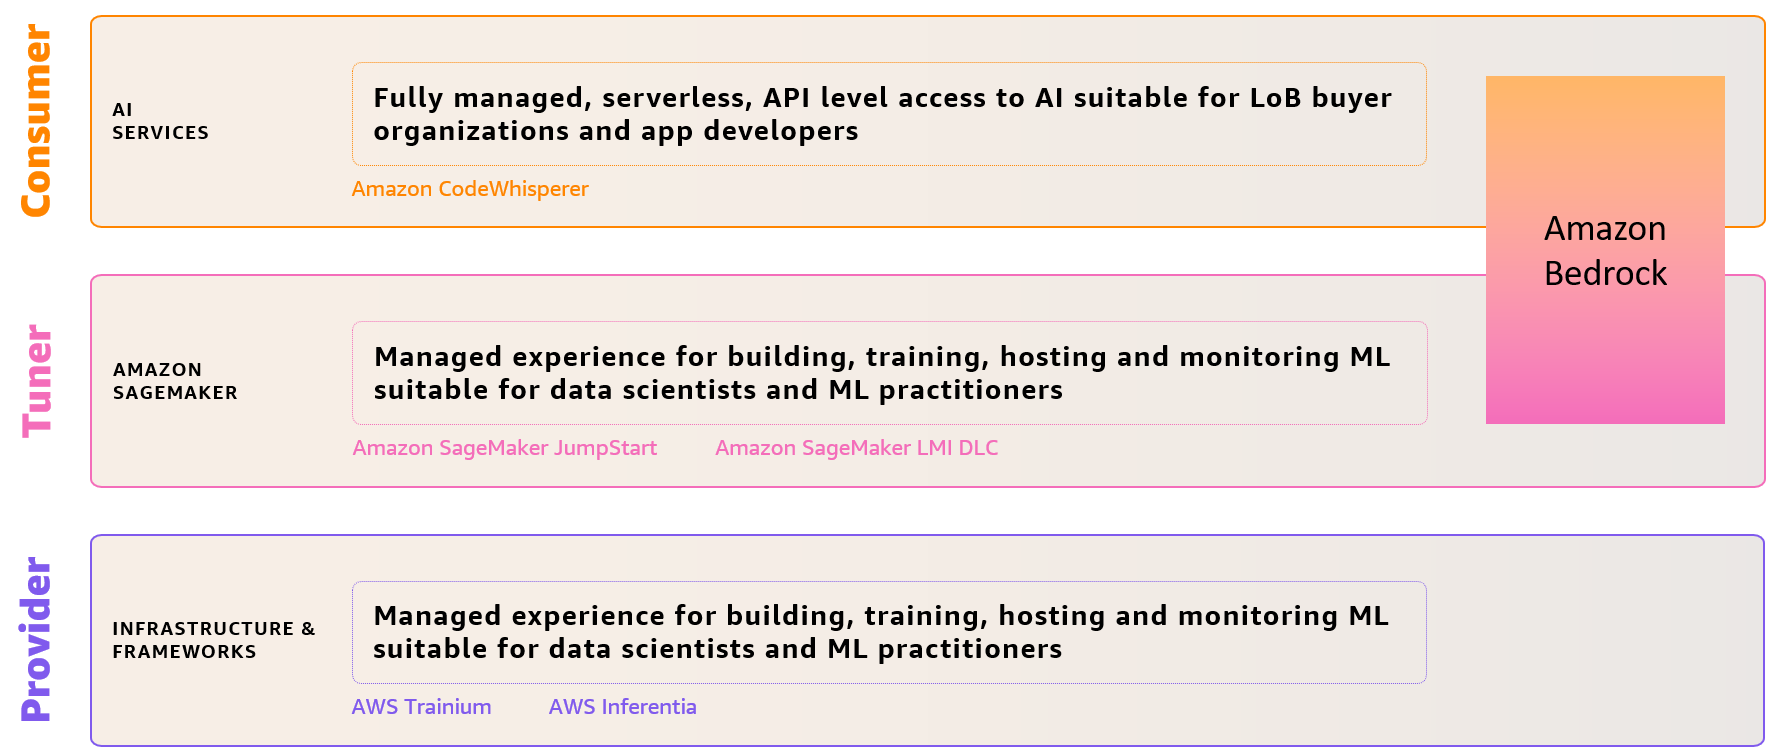 Consumer
AI
SERVICES
Fully managed, serverless, API level access to AI suitable for LoB buyer
organizations and app developers
Amazon CodeWhisperer
Amazon
Bedrock
Tuner
AMAZON
SAGEMAKER
Managed experience for building, training, hosting and monitoring ML
suitable for data scientists and ML practitioners
Amazon SageMaker JumpStart
Amazon SageMaker LMI DLC
Provider
INFRASTRUCTURE &
FRAMEWORKS
Managed experience for building, training, hosting and monitoring ML
suitable for data scientists and ML practitioners
AWS Trainium
AWS Inferentia